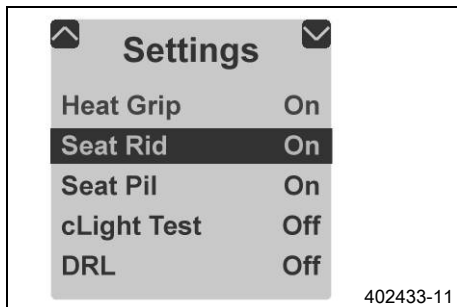 Settings
Heat Grip On
Seat Rid On
Seat Pil On
cLight Test Off
DRL Off
402433-11